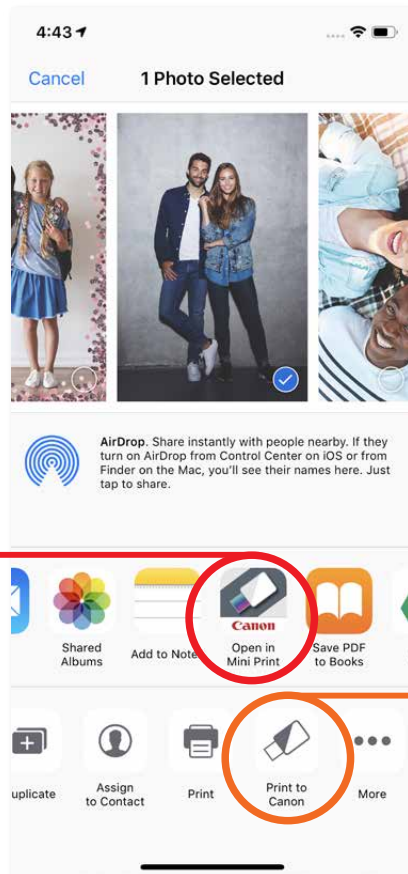 4:43
Cancel
1 Photo Selected
AirDrop. Share instantly with people nearby. If they
turn on AirDrop from Control Center on iOS or from
Finder on the Mac, you'll see their names here. Just
tap to share.
Canon
Shared
Albums
Add to Note
Open in
Mini Print
Save PDF
to Books
uplicate
Assign
to Contact
Print
Print to
Canon
More